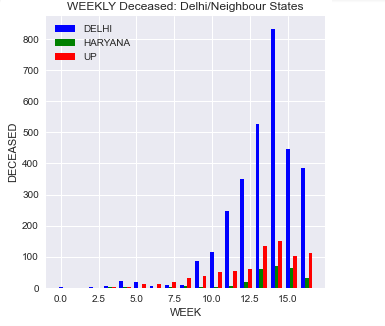 WEEKLY Deceased: Delhi/Neighbour States
DELHI
HARYANA
UP
DECEASED
800
700
600
500
400
300
200
100
0
0.0 2.5 5.0 7.5 10.0 12.5 15.0
WEEK